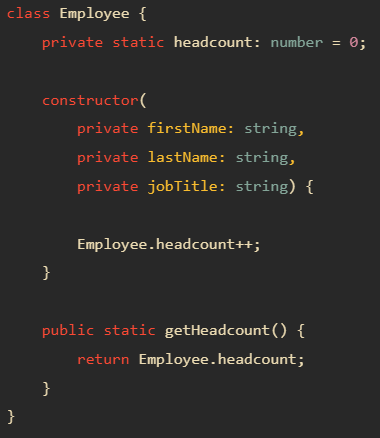 class Employee {
    private static headcount: number = 0;

    constructor(
        private firstName: string,
        private lastName: string,
        private jobTitle: string) {

        Employee.headcount++;
    }

    public static getHeadcount() {
        return Employee.headcount;
    }
}